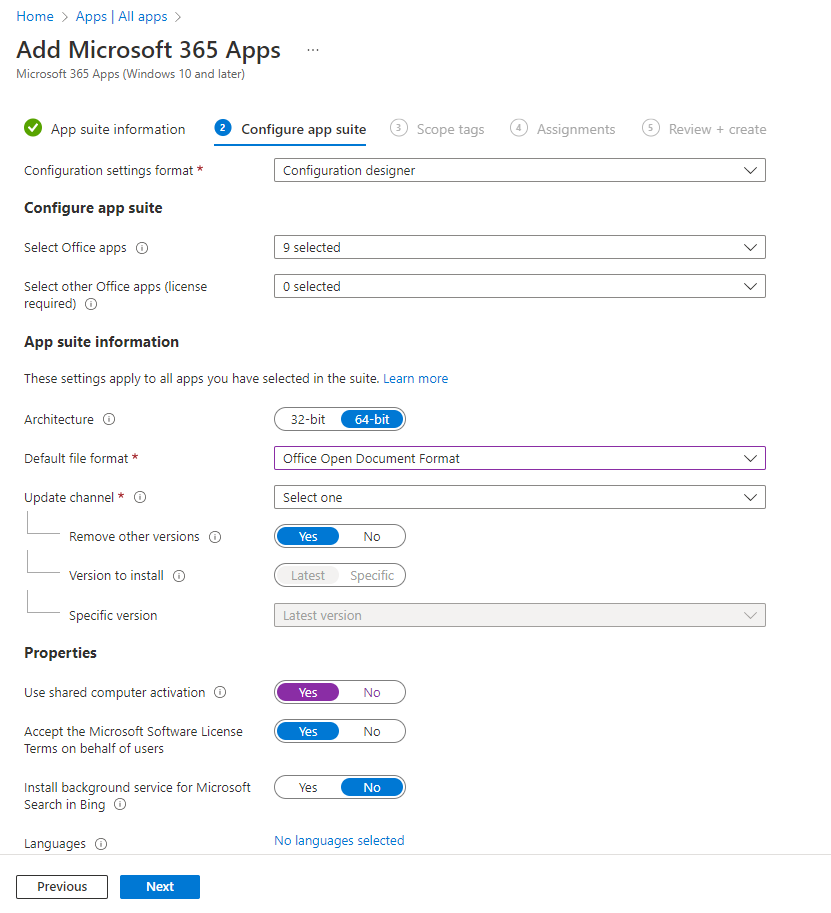 Home > Apps | All apps >
Add Microsoft 365 Apps ...
Microsoft 365 Apps (Windows 10 and later)
App suite information 2 Configure app suite 3 Scope tags 4 Assignments 5 Review + create
Configuration settings format * Configuration designer
Configure app suite
Select Office apps 9 selected
Select other Office apps (license 0 selected
required)
App suite information
These settings apply to all apps you have selected in the suite. Learn more
Architecture 32-bit 64-bit
Default file format * Office Open Document Format
Update channel * Select one
Remove other versions Yes No
Version to install Latest Specific
Specific version Latest version
Properties
Use shared computer activation Yes No
Accept the Microsoft Software License Yes No
Terms on behalf of users
Install background service for Microsoft Yes No
Search in Bing
Languages No languages selected
Previous Next